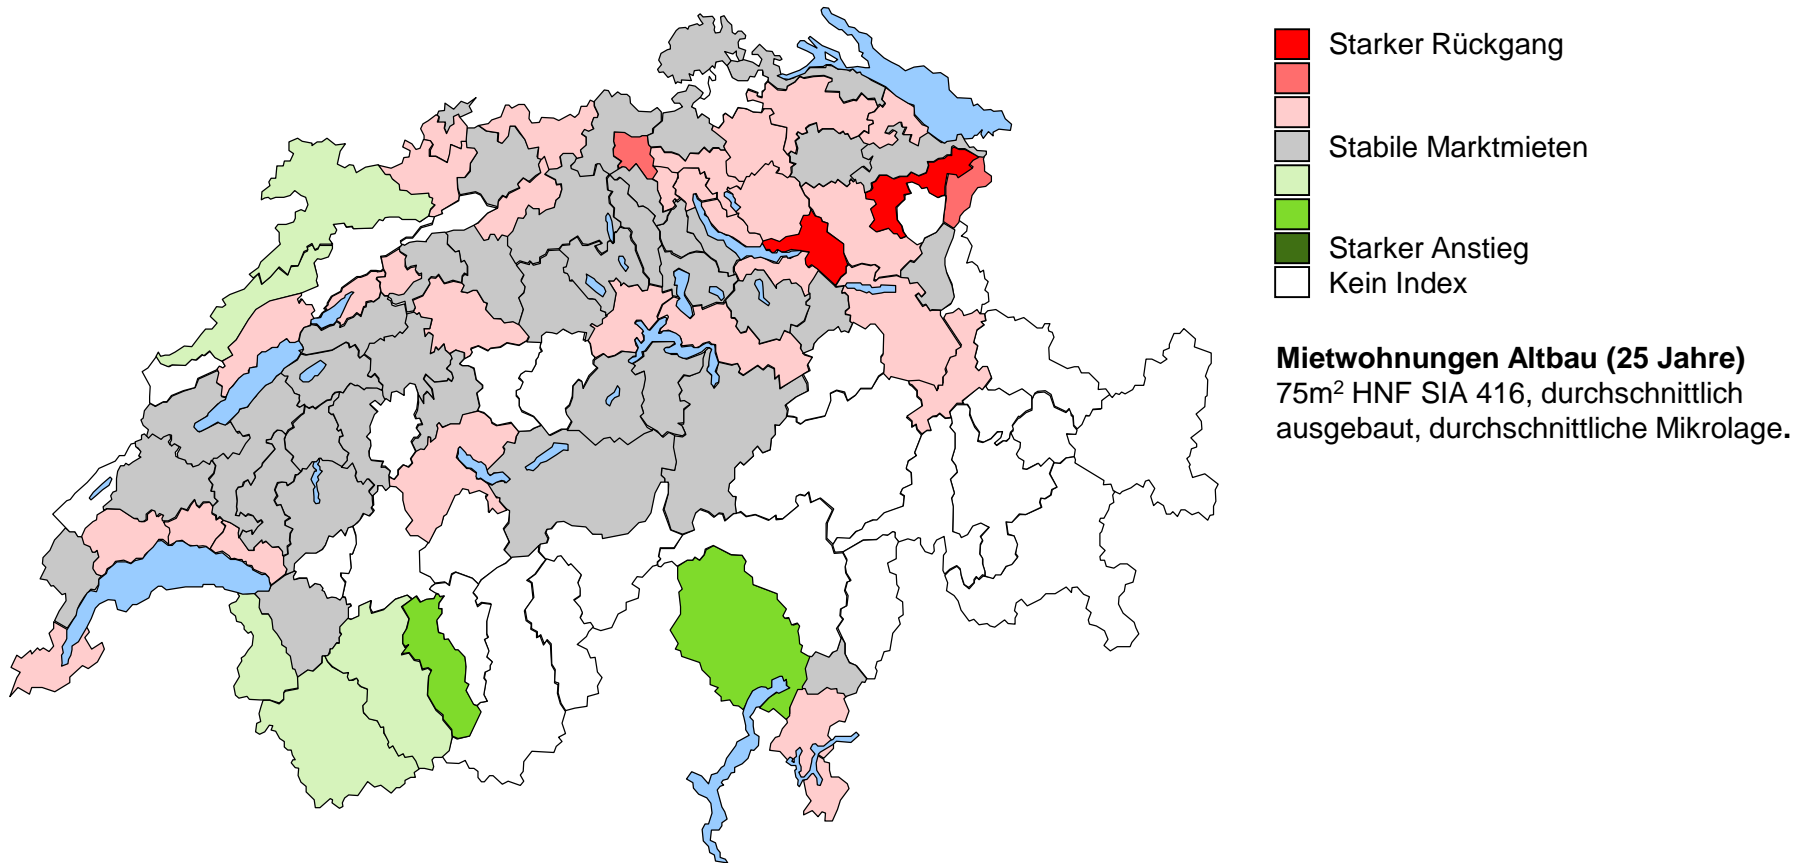 Starker Rückgang
Stabile Marktmieten
Starker Anstieg
Kein Index
Mietwohnungen Altbau (25 Jahre)
75m² HNF SIA 416, durchschnittlich
ausgebaut, durchschnittliche Mikrolage.